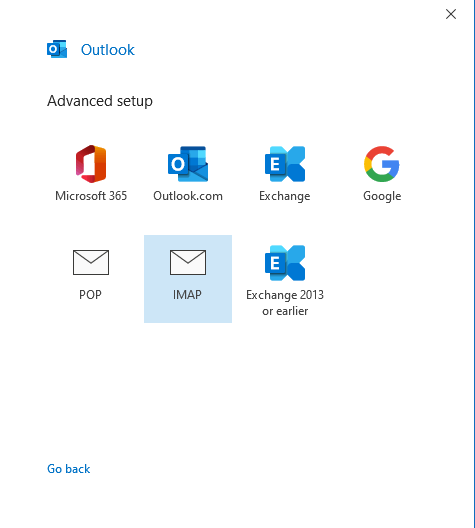 Outlook
Advanced setup
Microsoft 365
Outlook.com
Exchange
Google
POP
IMAP
Exchange 2013
or earlier
Go back